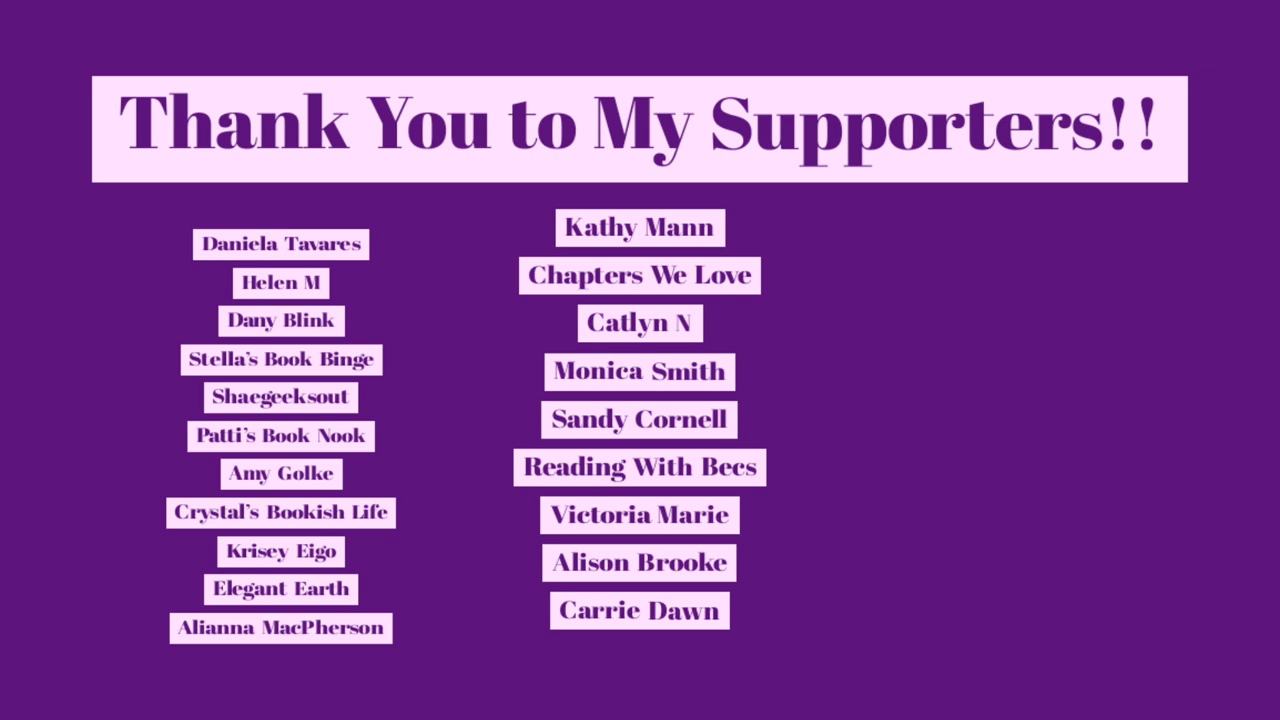 Thank You to My Supporters!!
Daniela Tavares
Helen M
Dany Blink
Stella's Book Binge
Shaegeeksout
Patti's Book Nook
Amy Golke
Crystal's Bookish Life
Krisey Eigo
Elegant Earth
Alianna MacPherson
Kathy Mann
Chapters We Love
Catlyn N
Monica Smith
Sandy Cornell
Reading With Becs
Victoria Marie
Alison Brooke
Carrie Dawn